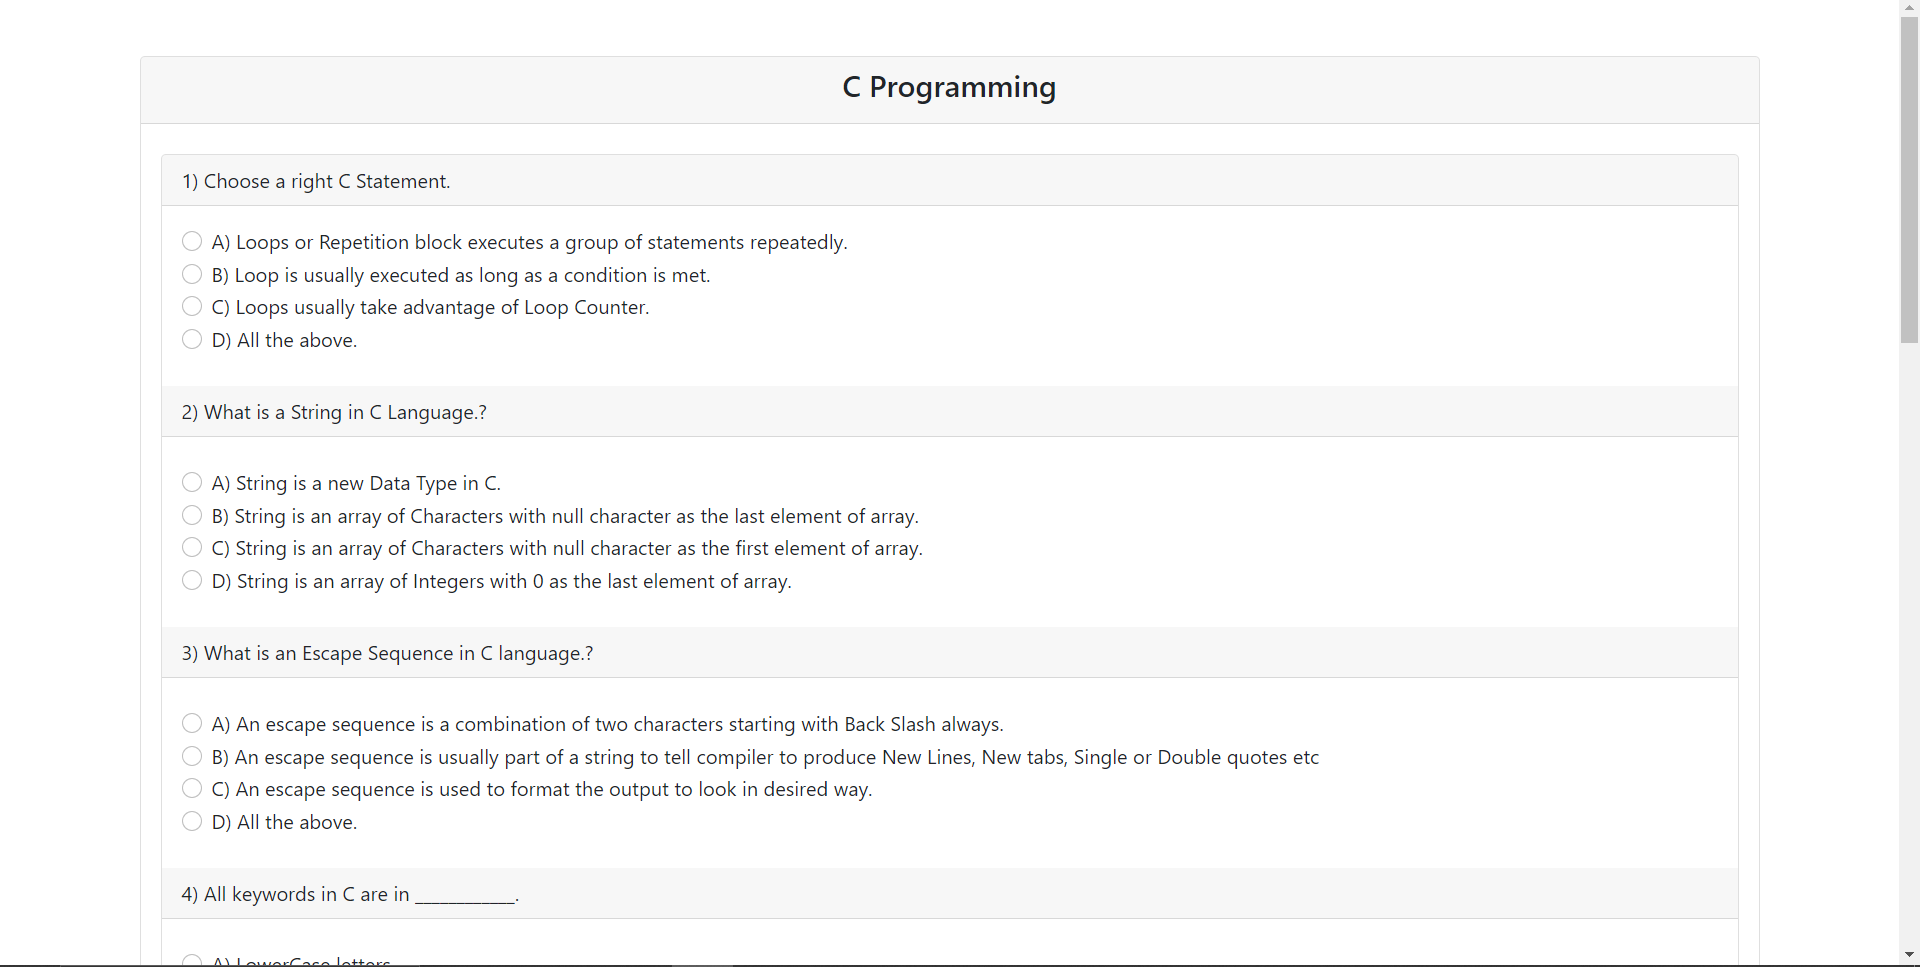 C Programming
1) Choose a right C Statement.
A) Loops or Repetition block executes a group of statements repeatedly.
B) Loop is usually executed as long as a condition is met.
C) Loops usually take advantage of Loop Counter.
D) All the above.
2) What is a String in C Language.?
A) String is a new Data Type in C.
B) String is an array of Characters with null character as the last element of array.
C) String is an array of Characters with null character as the first element of array.
D) String is an array of Integers with 0 as the last element of array.
3) What is an Escape Sequence in C language.?
A) An escape sequence is a combination of two characters starting with Back Slash always.
B) An escape sequence is usually part of a string to tell compiler to produce New Lines, New tabs, Single or Double quotes etc
C) An escape sequence is used to format the output to look in desired way.
D) All the above.
4) All keywords in C are in ____________.
A) LowerCase letters